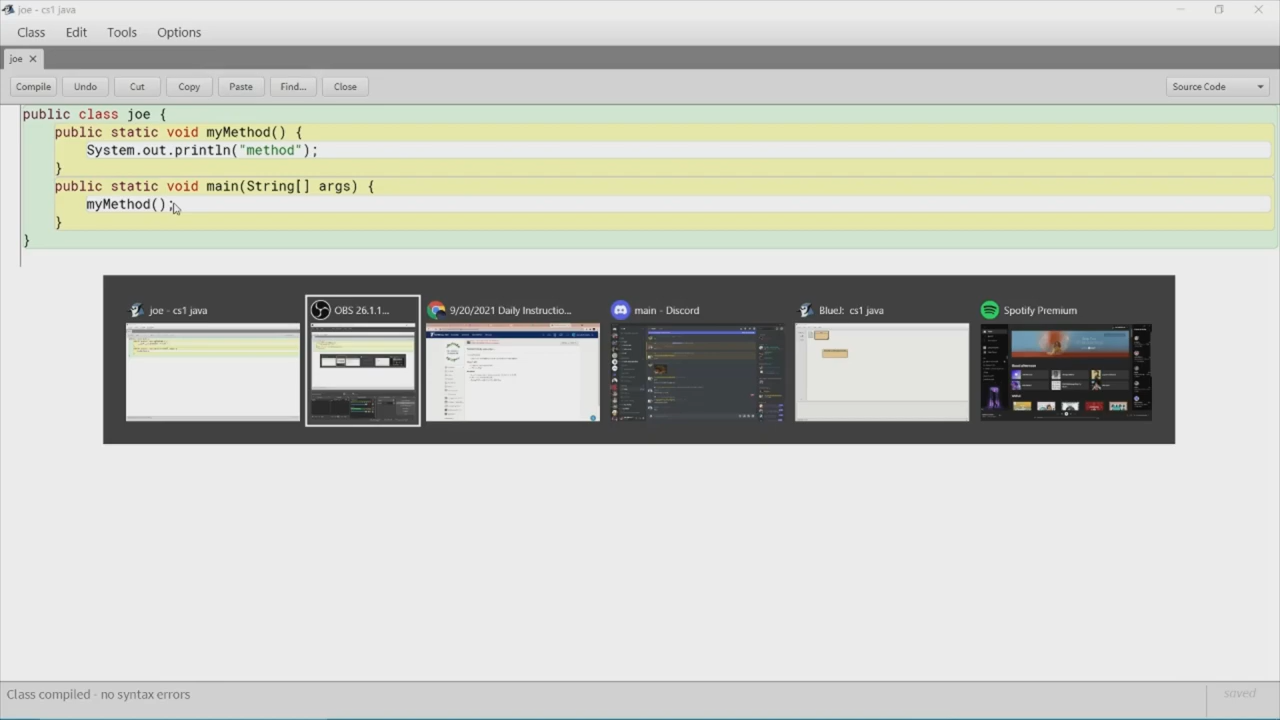 joe - cs1 java
Class Edit Tools Options
joe
Compile Undo Cut Copy Paste Find... Close Source Code
public class joe {
public static void myMethod() {
System.out.println("method");
}
public static void main(String[] args) {
myMethod();
}
}
joe - cs1 java OBS 26.1.1... 9/20/2021 Daily Instructio... main - Discord BlueJ: cs1 java Spotify Premium
Class compiled - no syntax errors
saved